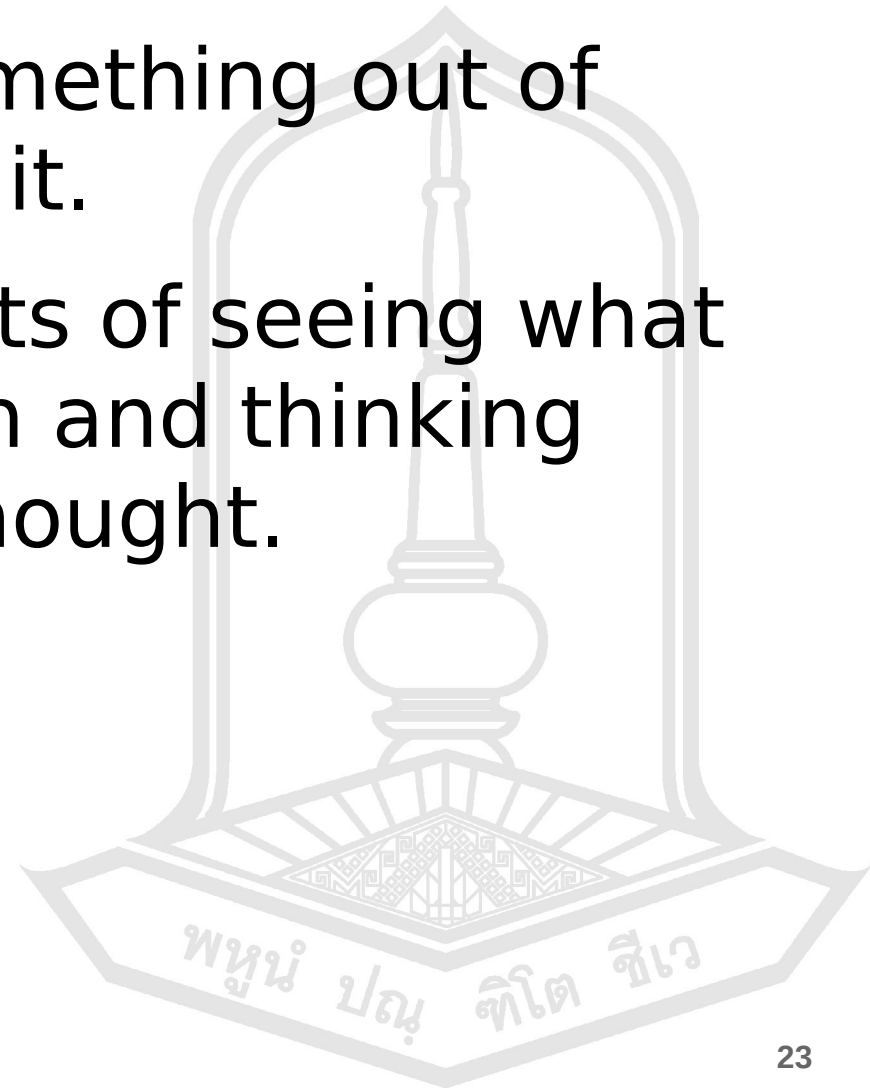 mething out of
it.
ts of seeing what
n and thinking
nought.
พหูนํ ปณฺ ฑิโต ชีเว
23